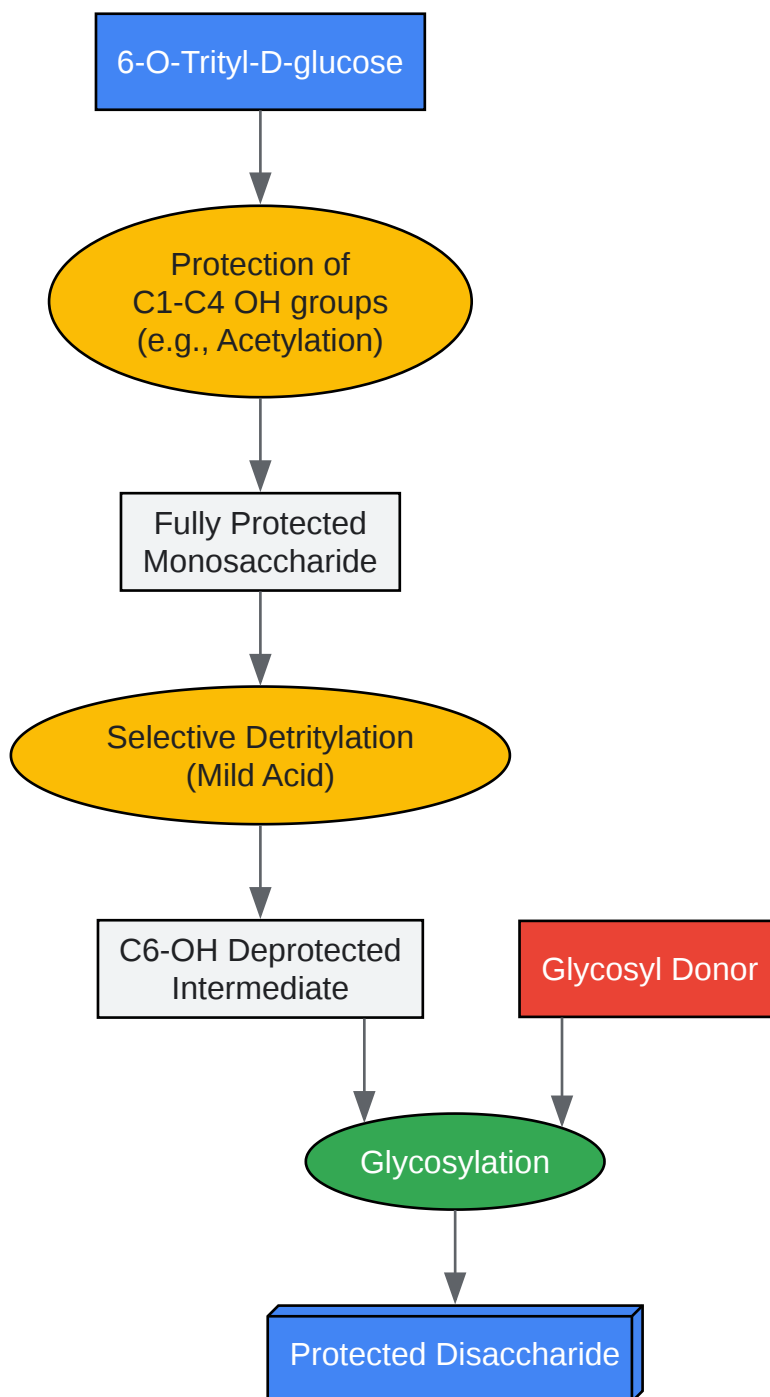 6-O-Trityl-D-glucose
Protection of
C1-C4 OH groups
(e.g., Acetylation)
Fully Protected
Monosaccharide
Selective Detritylation
(Mild Acid)
C6-OH Deprotected
Intermediate
Glycosyl Donor
Glycosylation
Protected Disaccharide